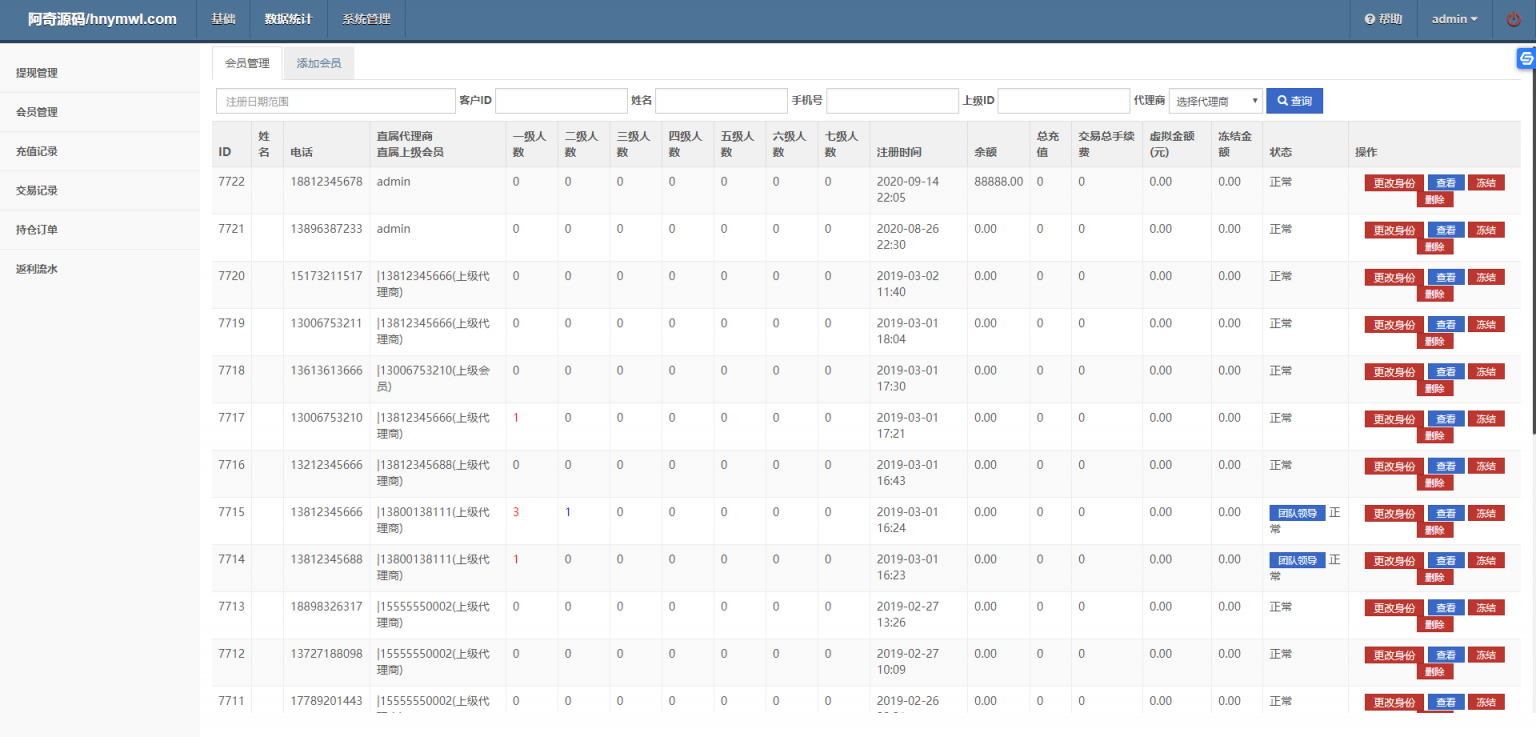 阿奇源码/hnymwl.com 基础 数据统计 系统管理 帮助 admin
提现管理
会员管理
充值记录
交易记录
持仓订单
返利流水
会员管理 添加会员
注册日期范围 客户ID 姓名 手机号 上级ID 代理商 选择代理商 查询
ID 姓名 电话 直属代理商 直属上级会员 一级人数 二级人数 三级人数 四级人数 五级人数 六级人数 七级人数 注册时间 余额 总充值 交易总手续费 虚拟金额(元) 冻结金额 状态 操作
7722 18812345678 admin 0 0 0 0 0 0 0 2020-09-14 22:05 88888.00 0 0 0.00 0.00 正常 更改身份 查看 冻结 删除
7721 13896387233 admin 0 0 0 0 0 0 0 2020-08-26 22:30 0.00 0 0 0.00 0.00 正常 更改身份 查看 冻结 删除
7720 15173211517 |13812345666(上级代理商) 0 0 0 0 0 0 0 2019-03-02 11:40 0.00 0 0 0.00 0.00 正常 更改身份 查看 冻结 删除
7719 13006753211 |13812345666(上级代理商) 0 0 0 0 0 0 0 2019-03-01 18:04 0.00 0 0 0.00 0.00 正常 更改身份 查看 冻结 删除
7718 13613613666 |13006753210(上级会员) 0 0 0 0 0 0 0 2019-03-01 17:30 0.00 0 0 0.00 0.00 正常 更改身份 查看 冻结 删除
7717 13006753210 |13812345666(上级代理商) 1 0 0 0 0 0 0 2019-03-01 17:21 0.00 0 0 0.00 0.00 正常 更改身份 查看 冻结 删除
7716 13212345666 |13812345688(上级代理商) 0 0 0 0 0 0 0 2019-03-01 16:43 0.00 0 0 0.00 0.00 正常 更改身份 查看 冻结 删除
7715 13812345666 |13800138111(上级代理商) 3 1 0 0 0 0 0 2019-03-01 16:24 0.00 0 0 0.00 0.00 团队领导 正常 更改身份 查看 冻结 删除
7714 13812345688 |13800138111(上级代理商) 1 0 0 0 0 0 0 2019-03-01 16:23 0.00 0 0 0.00 0.00 团队领导 正常 更改身份 查看 冻结 删除
7713 18898326317 |15555550002(上级代理商) 0 0 0 0 0 0 0 2019-02-27 13:26 0.00 0 0 0.00 0.00 正常 更改身份 查看 冻结 删除
7712 13727188098 |15555550002(上级代理商) 0 0 0 0 0 0 0 2019-02-27 10:09 0.00 0 0 0.00 0.00 正常 更改身份 查看 冻结 删除
7711 17789201443 |15555550002(上级代 0 0 0 0 0 0 0 2019-02-26 0.00 0 0 0.00 0.00 正常 更改身份 查看 冻结